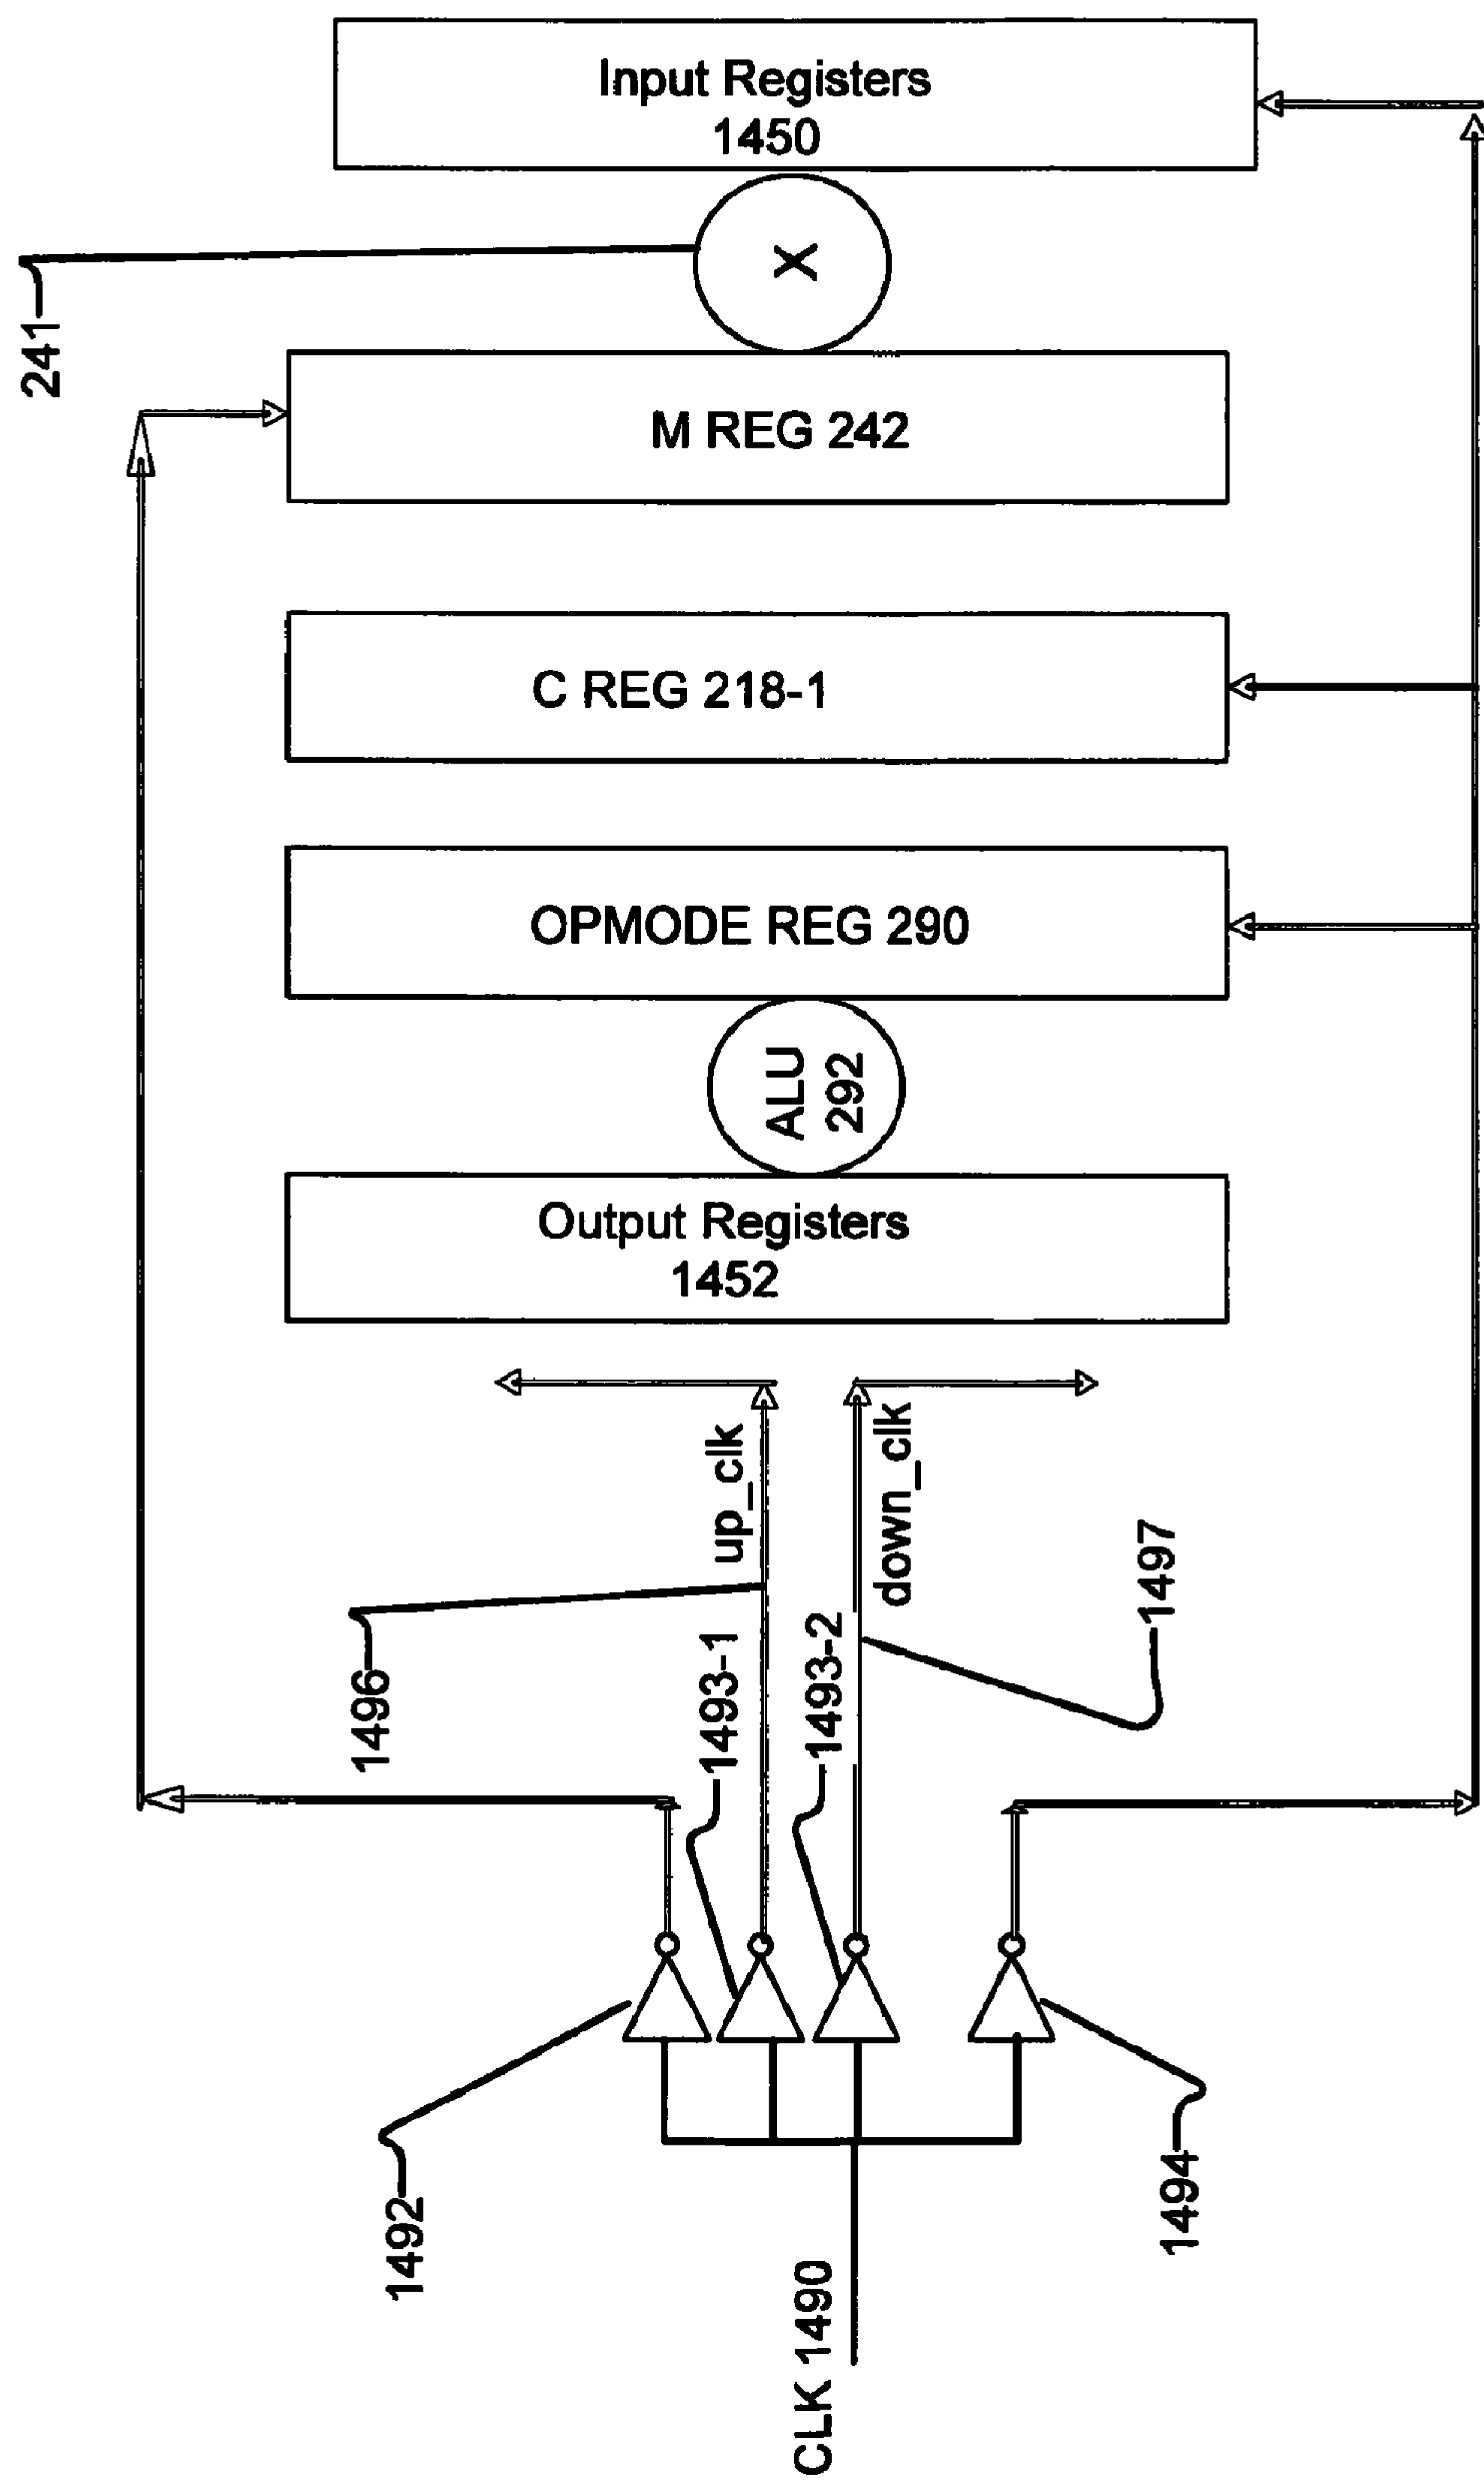 Input Registers
1450
X
241
M REG 242
C REG 218-1
OPMODE REG 290
ALU
292
Output Registers
1452
up_clk
down_clk
1496
1493-1
1493-2
1497
1492
1494
CLK 1490